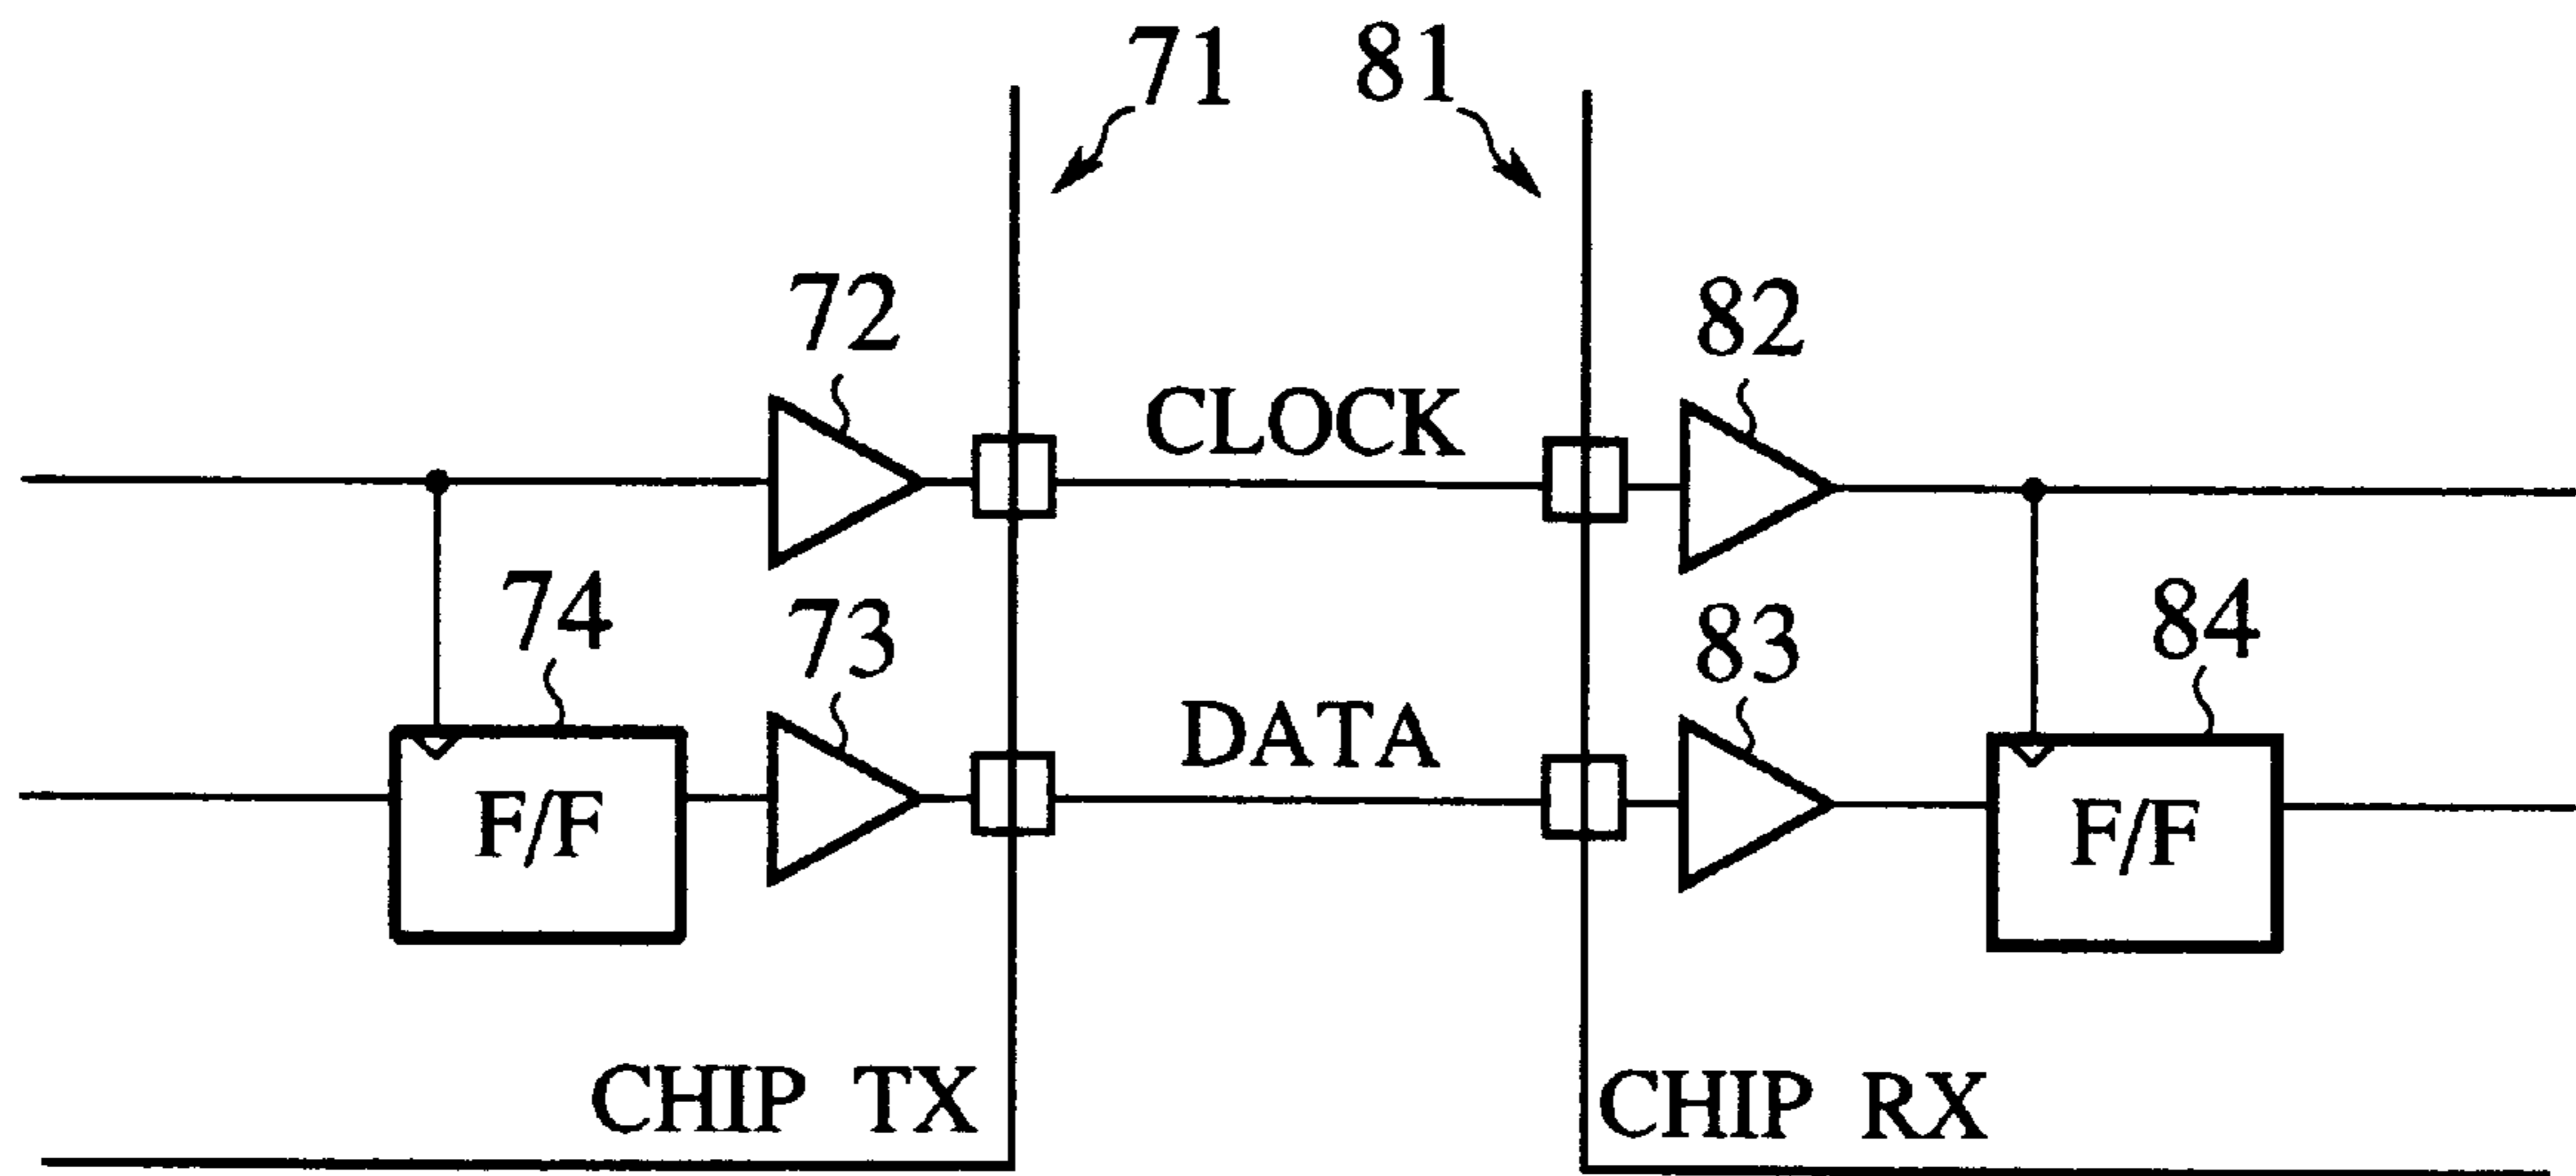 71 81
72 82
CLOCK
74 73 83 84
DATA
F/F F/F
CHIP TX CHIP RX